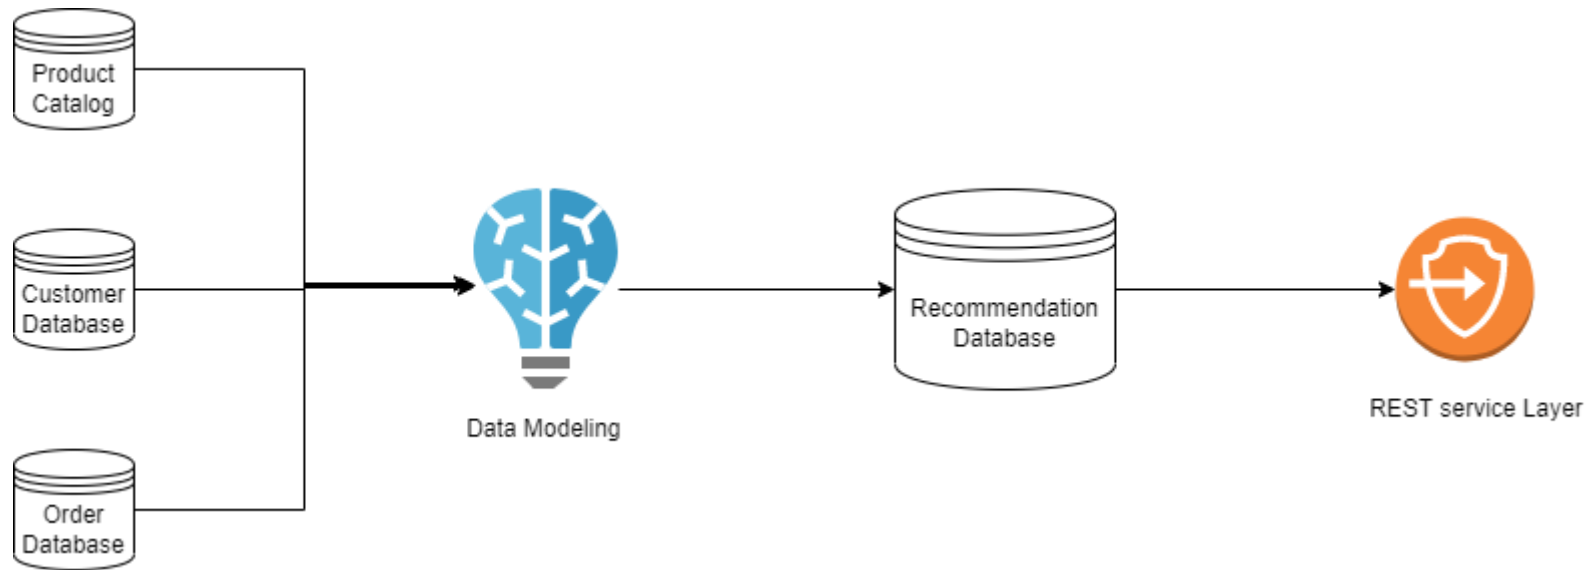 Product
Catalog
Customer
Database
Order
Database
Data Modeling
Recommendation
Database
REST service Layer